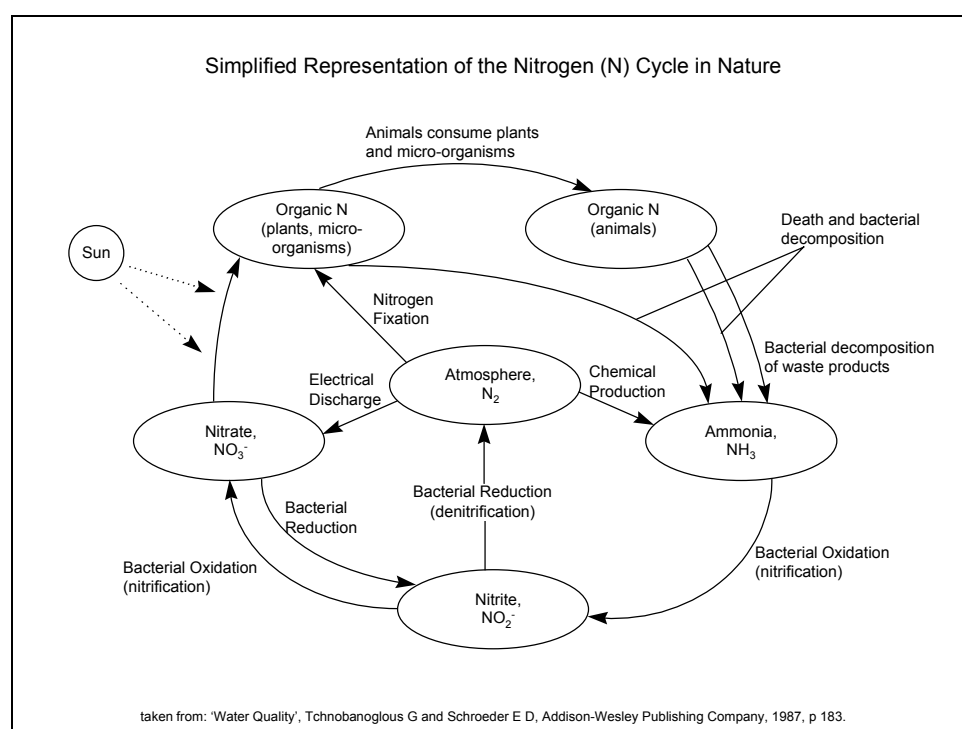 Simplified Representation of the Nitrogen (N) Cycle in Nature
Animals consume plants
and micro-organisms
Organic N
(plants, micro-
organisms)
Organic N
(animals)
Death and bacterial
decomposition
Sun
Nitrogen
Fixation
Bacterial decomposition
of waste products
Electrical
Discharge
Atmosphere,
N₂
Chemical
Production
Nitrate,
NO₃⁻
Ammonia,
NH₃
Bacterial
Reduction
Bacterial Reduction
(denitrification)
Bacterial Oxidation
(nitrification)
Bacterial Oxidation
(nitrification)
Nitrite,
NO₂⁻
taken from: 'Water Quality', Tchnobanoglous G and Schroeder E D, Addison-Wesley Publishing Company, 1987, p 183.